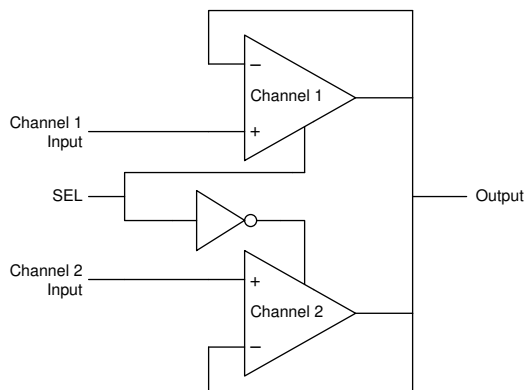 −
Channel 1
+
Channel 1
Input
SEL
Output
Channel 2
Input
+
Channel 2
−